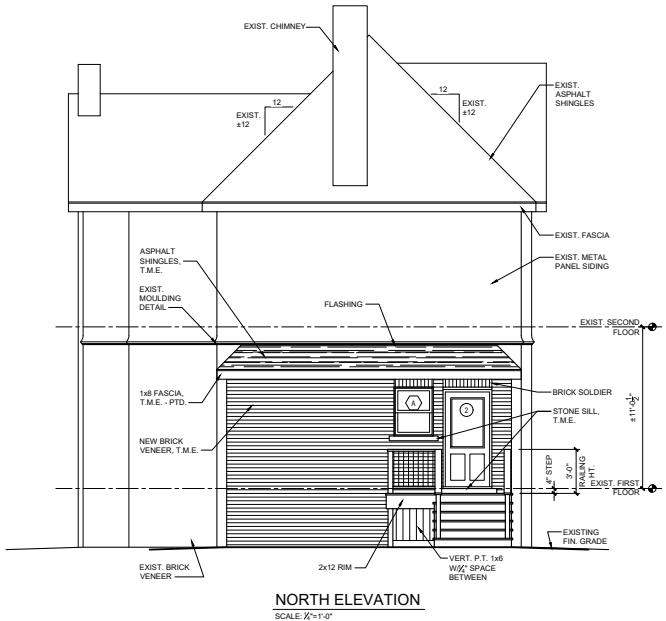 EXIST. CHIMNEY
12
EXIST.
±12
12
EXIST.
±12
EXIST.
ASPHALT
SHINGLES
EXIST. FASCIA
EXIST. METAL
PANEL SIDING
ASPHALT
SHINGLES,
T.M.E.
EXIST.
MOULDING
DETAIL
FLASHING
EXIST. SECOND
FLOOR
1x8 FASCIA,
T.M.E. - PTD.
BRICK SOLDIER
A
2
STONE SILL,
T.M.E.
±11'-0½"
NEW BRICK
VENEER, T.M.E.
4" STEP
3'-0"
RAILING
HT.
EXIST. FIRST
FLOOR
EXISTING
FIN. GRADE
EXIST. BRICK
VENEER
2x12 RIM
VERT. P.T. 1x6
W/¼" SPACE
BETWEEN
NORTH ELEVATION
SCALE: ¼"=1'-0"